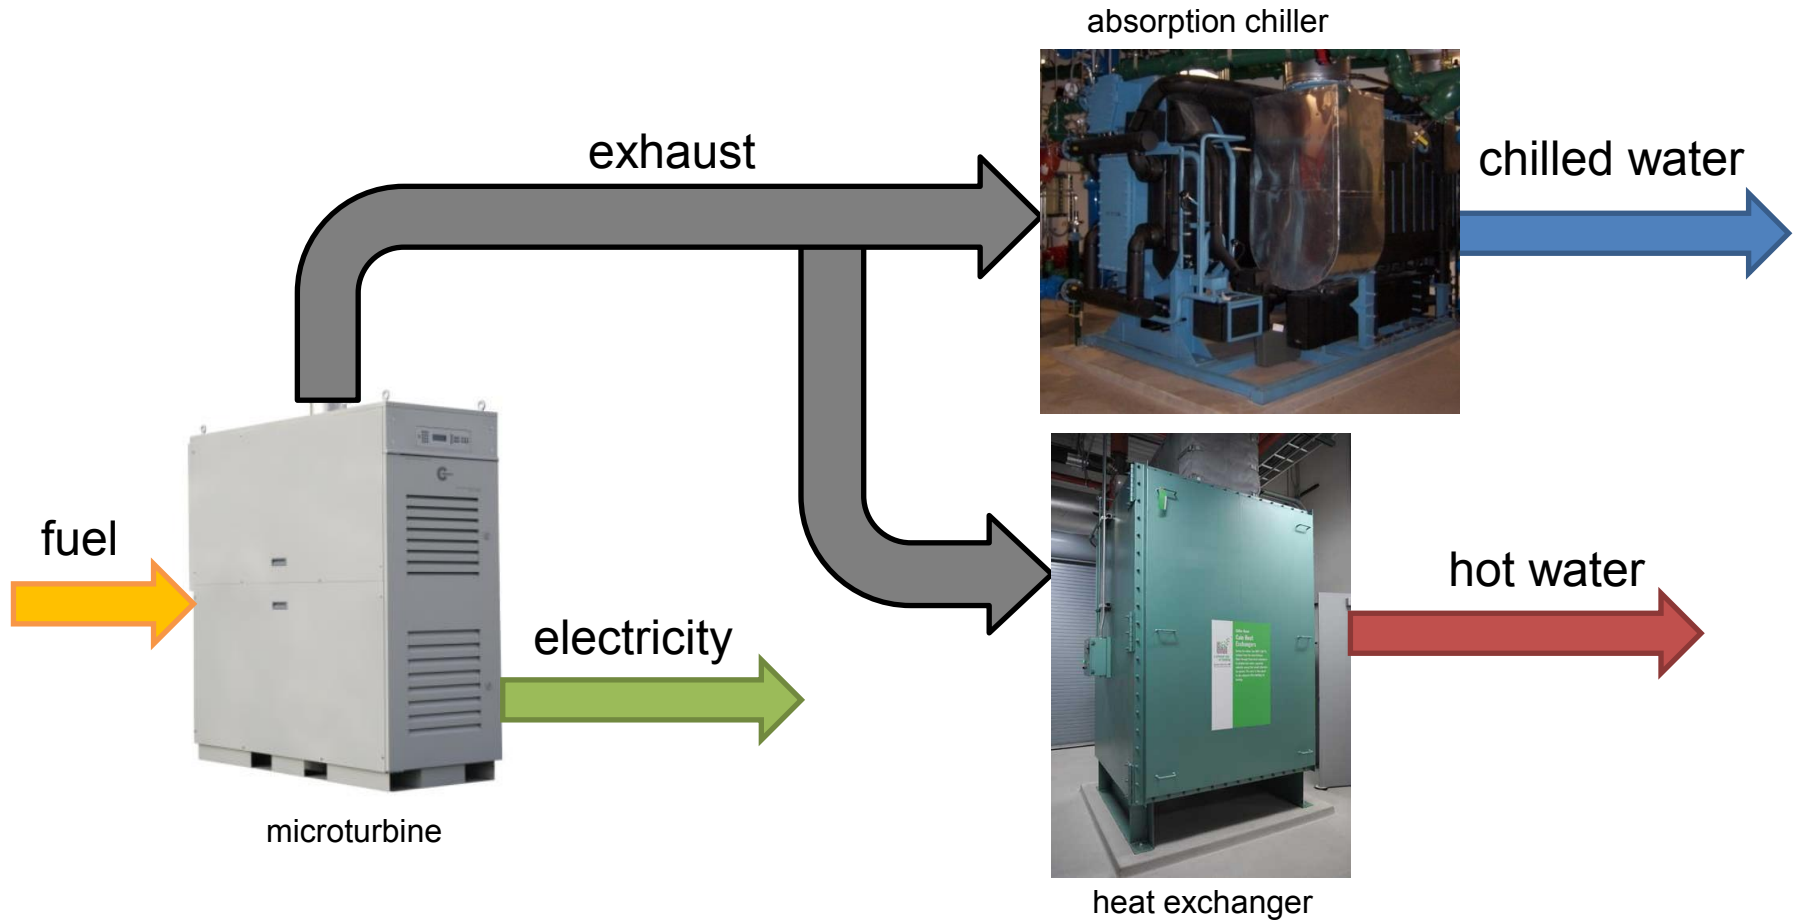 absorption chiller
exhaust
chilled water
fuel
hot water
electricity
microturbine
heat exchanger